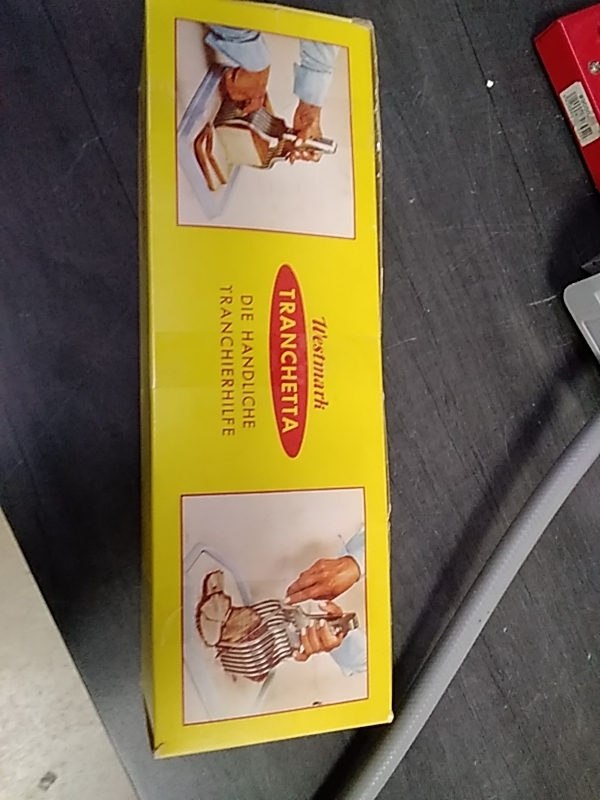 Westmark
TRANCHETTA
DIE HANDLICHE
TRANCHIERHILFE